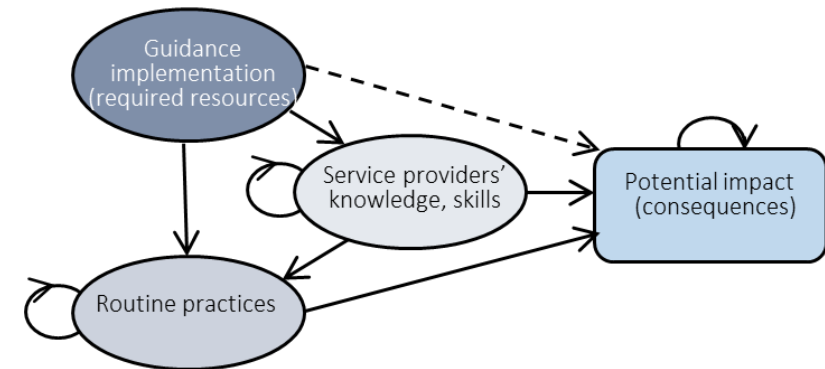 Guidance
implementation
(required resources)
Service providers’
knowledge, skills
Potential impact
(consequences)
Routine practices